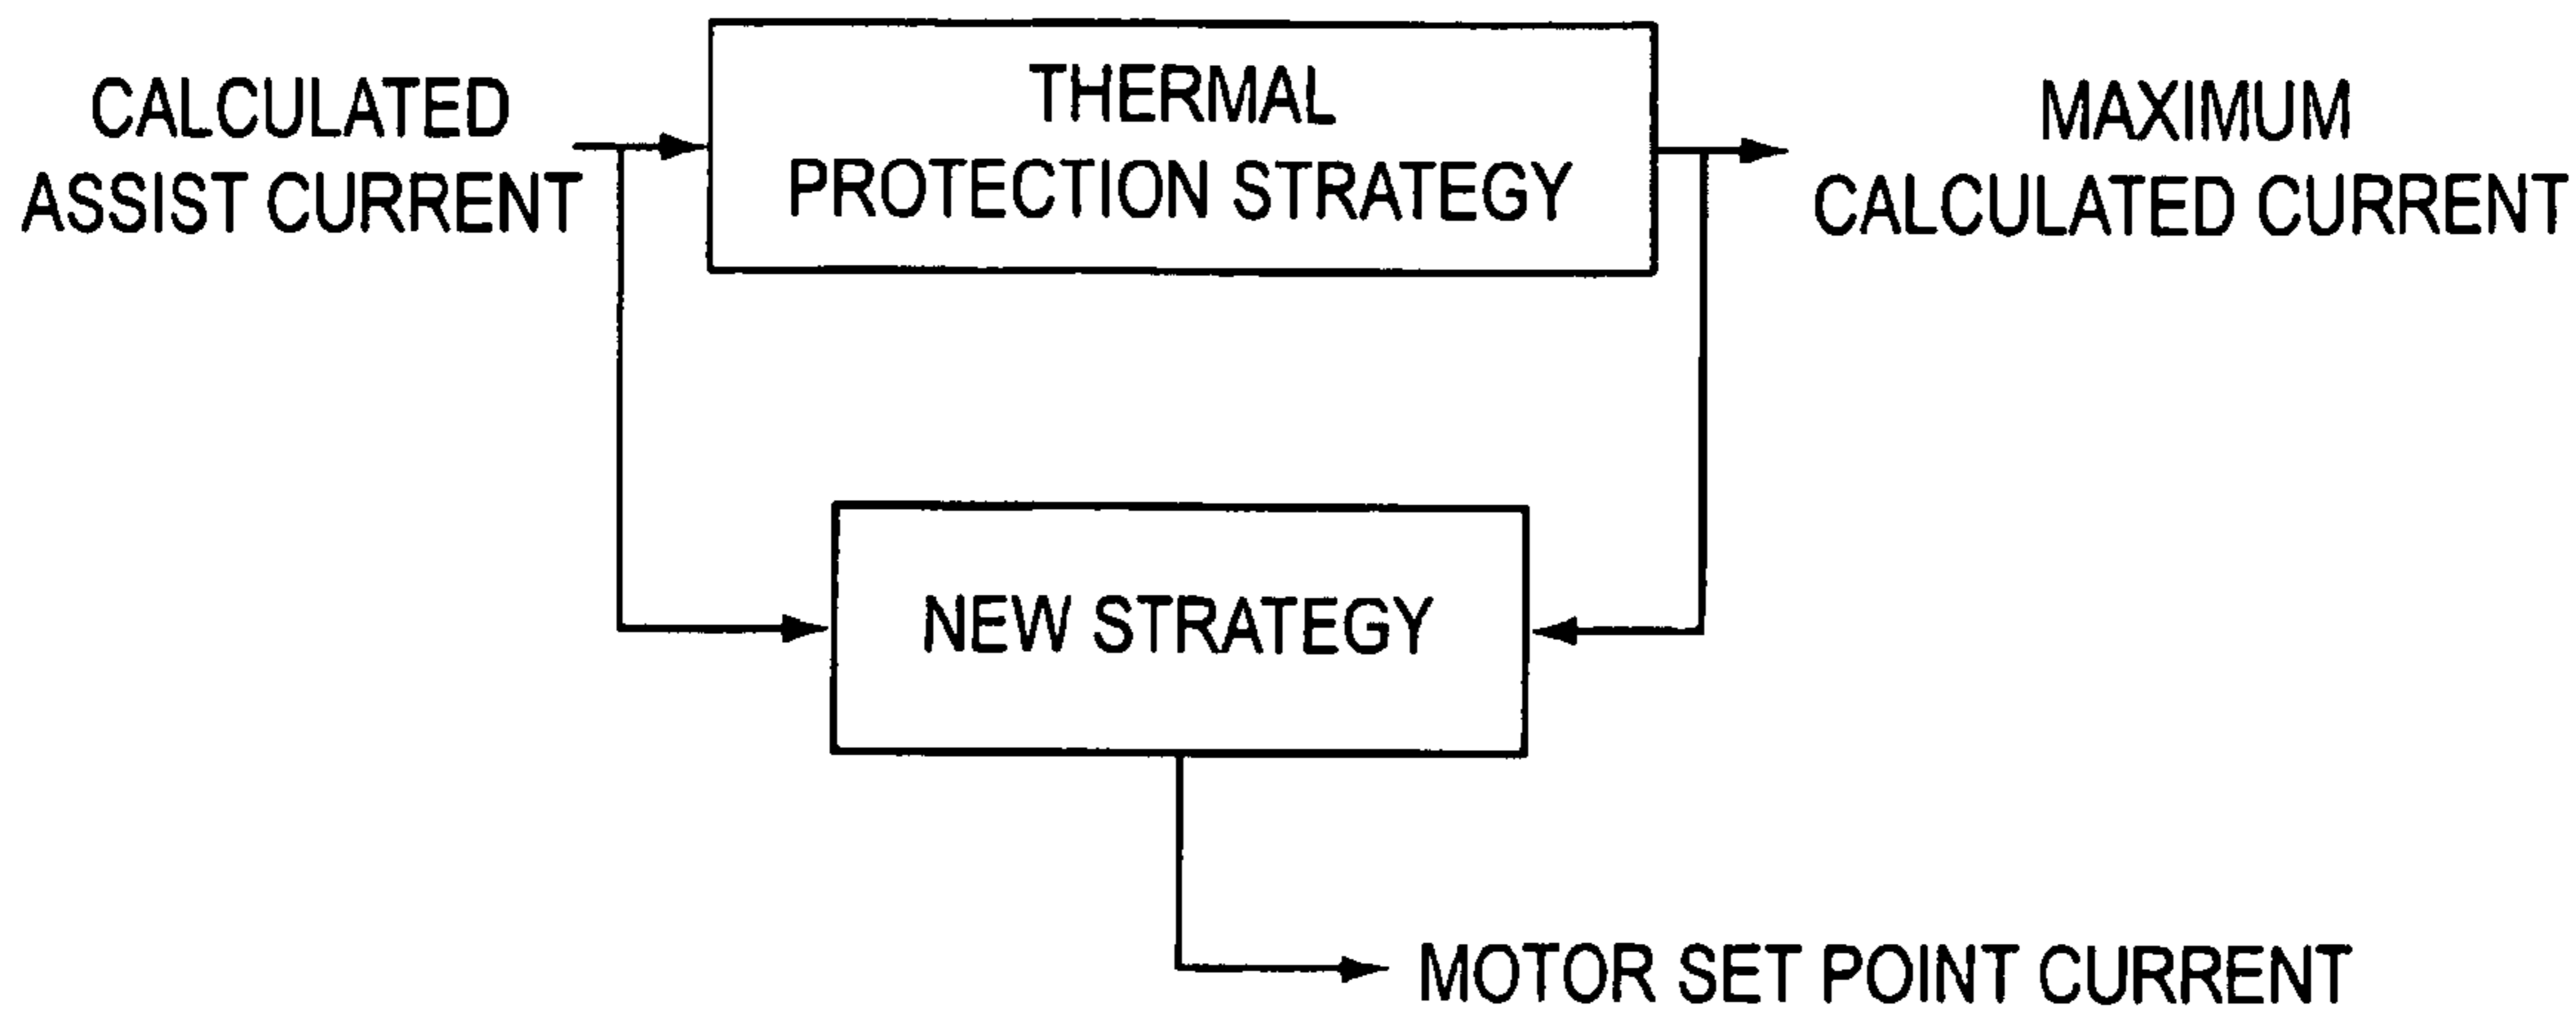 CALCULATED
ASSIST CURRENT
THERMAL
PROTECTION STRATEGY
MAXIMUM
CALCULATED CURRENT
NEW STRATEGY
MOTOR SET POINT CURRENT